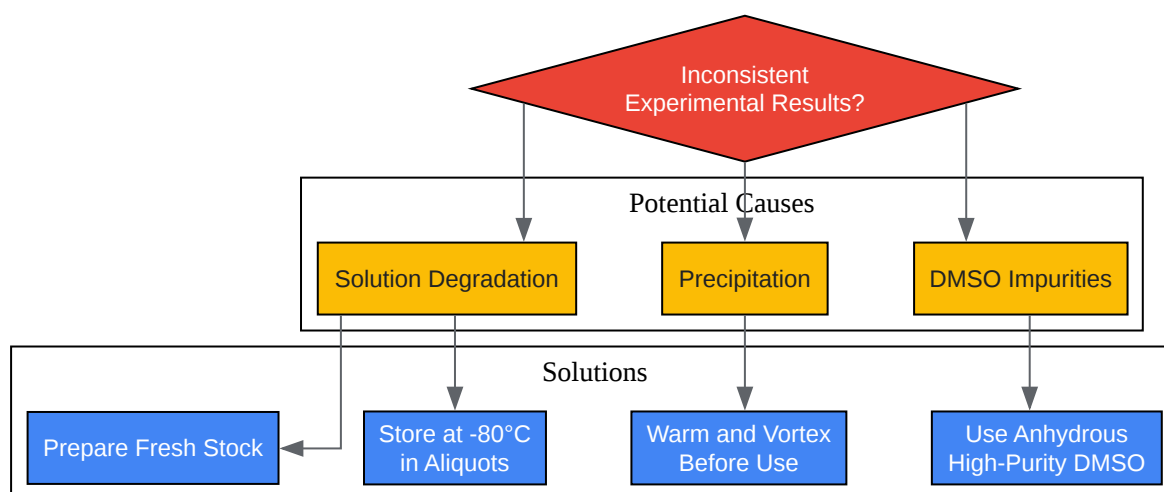 Inconsistent
Experimental Results?
Potential Causes
Solution Degradation
Precipitation
DMSO Impurities
Solutions
Prepare Fresh Stock
Store at -80°C
in Aliquots
Warm and Vortex
Before Use
Use Anhydrous
High-Purity DMSO